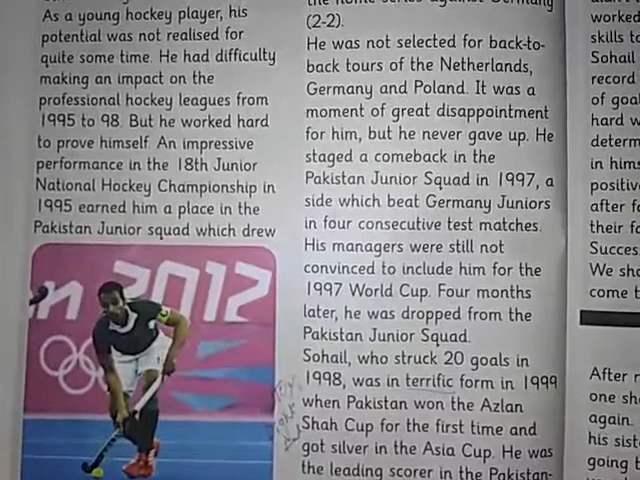 As a young hockey player, his
potential was not realised for
quite some time. He had difficulty
making an impact on the
professional hockey leagues from
1995 to 98. But he worked hard
to prove himself. An impressive
performance in the 18th Junior
National Hockey Championship in
1995 earned him a place in the
Pakistan Junior squad which drew
n 2012
the home series against Germany
(2-2).
He was not selected for back-to-
back tours of the Netherlands,
Germany and Poland. It was a
moment of great disappointment
for him, but he never gave up. He
staged a comeback in the
Pakistan Junior Squad in 1997, a
side which beat Germany Juniors
in four consecutive test matches.
His managers were still not
convinced to include him for the
1997 World Cup. Four months
later, he was dropped from the
Pakistan Junior Squad.
Sohail, who struck 20 goals in
1998, was in terrific form in 1999
when Pakistan won the Azlan
Shah Cup for the first time and
got silver in the Asia Cup. He was
the leading scorer in the Pakistan-
worked
skills to
Sohail
record
of goa
hard w
determ
in hims
positiv
after fo
their fo
Succes
We sho
come t
After r
one sh
again.
his sist
going t